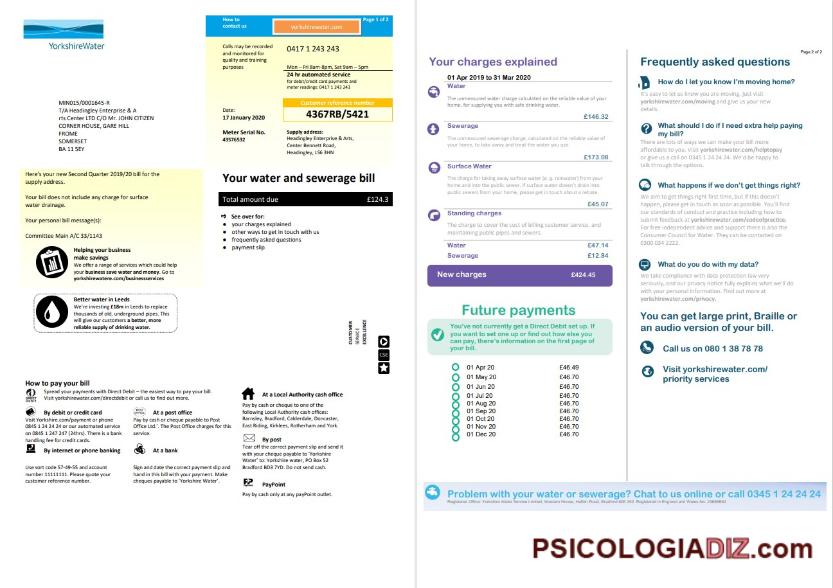 YorkshireWater
How to
contact us
yorkshirewater.com
Page 1 of 2
Calls may be recorded
and monitored for
quality and training
purposes
0417 1 243 243
Mon – Fri 8am-8pm, Sat 9am – 5pm
24 hr automated service
for debit/credit card payments and
meter readings: 0417 1 243 243
Customer reference number
4367RB/5421
Date:
17 January 2020
Meter Serial No.
43576532
Supply address:
Headingley Enterprise & Arts,
Center Bennett Road,
Headingley, LS6 3HN
MIN015/0001645-R
T/A Headingley Enterprise & A
rts Center LTD C/O Mr. JOHN CITIZEN
CORNER HOUSE, GARE HILL
FROME
SOMERSET
BA 11 5EY
Here's your new Second Quarter 2019/20 bill for the
supply address.
Your bill does not include any charge for surface
water drainage.
Your personal bill message(s):
Committee Main A/C 33/1143
Helping your business
make savings
We offer a range of services which could help
your business save water and money. Go to
yorkshirewatere.com/businessservices
Better water in Leeds
We're investing £18m in Leeds to replace
thousands of old, underground pipes. This
will give our customers a better, more
reliable supply of drinking water.
Your water and sewerage bill
Total amount due £124.3
See over for:
your charges explained
other ways to get in touch with us
frequently asked questions
payment slip
CUSTOMER
SERVICE
EXCELLENCE
CSE
How to pay your bill
Spread your payments with Direct Debit – the easiest way to pay your bill.
Visit yorkshirewater.com/directdebit or call us to find out more.
By debit or credit card
Visit Yorkshire.com/payment or phone
0845 1 24 24 24 or our automated service
on 0845 1 247 247 (24hrs). There is a bank
handling fee for credit cards.
At a post office
Pay by cash or cheque payable to Post
Office Ltd.'. The Post Office charges for this
service.
By internet or phone banking
Use sort code 57-49-55 and account
number 11111111. Please quote your
customer reference number.
At a bank
Sign and date the correct payment slip and
hand in this bill with your payment. Make
cheques payable to 'Yorkshire Water'.
At a Local Authority cash office
Pay by cash or cheque to one of the
following Local Authority cash offices:
Barnsley, Bradford, Calderdale, Doncaster,
East Riding, Kirklees, Rotherham and York.
By post
Tear off the correct payment slip and send it
with your cheque payable to 'Yorkshire
Water' to: Yorkshire water, PO Box 52
Bradford BD3 7YD. Do not send cash.
PayPoint
Pay by cash only at any payPoint outlet.
Page 2 of 2
Your charges explained
01 Apr 2019 to 31 Mar 2020
Water
The unmeasured water charge calculated on the reliable value of
your home, for supplying you with safe drinking water.
£146.32
Sewerage
The unmeasured sewerage charge, calculated on the reliable value of
your home, to take away and treat the water you use.
£173.08
Surface Water
The charge for taking away surface water (e.g. rainwater) from your
home and into the public sewers. If surface water doesn't drain into
public sewers from your home, please get in touch about a rebate.
£45.07
Standing charges
The charge to cover the cost of billing customer service, and
maintaining public pipes and sewers.
Water £47.14
Sewerage £12.84
New charges £424.45
Future payments
You've not currently get a Direct Debit set up. If you
want to set one up or find out how else you
can pay, there's information on the first page of
your bill.
01 Apr 20 £46.49
01 May 20 £46.70
01 Jun 20 £46.70
01 Jul 20 £46.70
01 Aug 20 £46.70
01 Sep 20 £46.70
01 Oct 20 £46.70
01 Nov 20 £46.70
01 Dec 20 £46.70
Frequently asked questions
How do I let you know I'm moving home?
It's easy to let us know you are moving. Just visit
yorkshirewater.com/moving and give us your new
details.
What should I do if I need extra help paying
my bill?
There are lots of ways we can make your bill more
affordable to you. Visit yorkshirewater.com/helptopay
or give us a call on 0345 1 24 24 24. We'd be happy to
talk through the options.
What happens if we don't get things right?
We aim to get things right first time, but if this doesn't
happen, please get in touch as soon as possible. You'll find
our standards of conduct and practice including how to
submit feedback at yorkshirewater.com/codeofpractice.
For free independent advice and support there is also the
Consumer Council for Water. They can be contacted on
0300 034 2222.
What do you do with my data?
We take compliance with data protection law very
seriously, and our privacy notice fully explains what we'll do
with your personal information. Find out more at
yorkshirewater.com/privacy.
You can get large print, Braille or
an audio version of your bill.
Call us on 080 1 38 78 78
Visit yorkshirewater.com/
priority services
Problem with your water or sewerage? Chat to us online or call 0345 1 24 24 24
PSICOLOGIADIZ.com